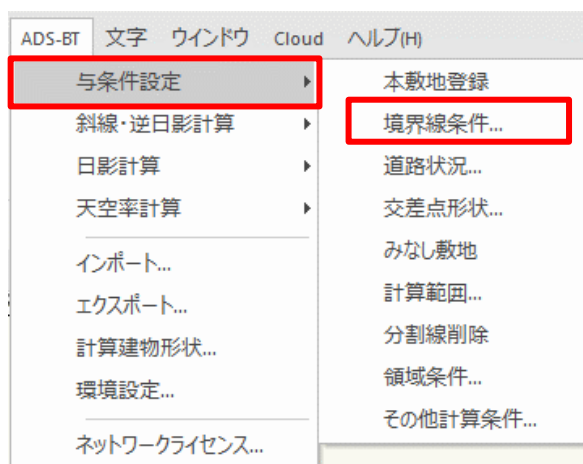 ADS-BT 文字 ウインドウ Cloud ヘルプ(H)
与条件設定
斜線・逆日影計算
日影計算
天空率計算
インポート...
エクスポート...
計算建物形状...
環境設定...
ネットワークライセンス...
本敷地登録
境界線条件...
道路状況...
交差点形状...
みなし敷地
計算範囲...
分割線削除
領域条件...
その他計算条件...